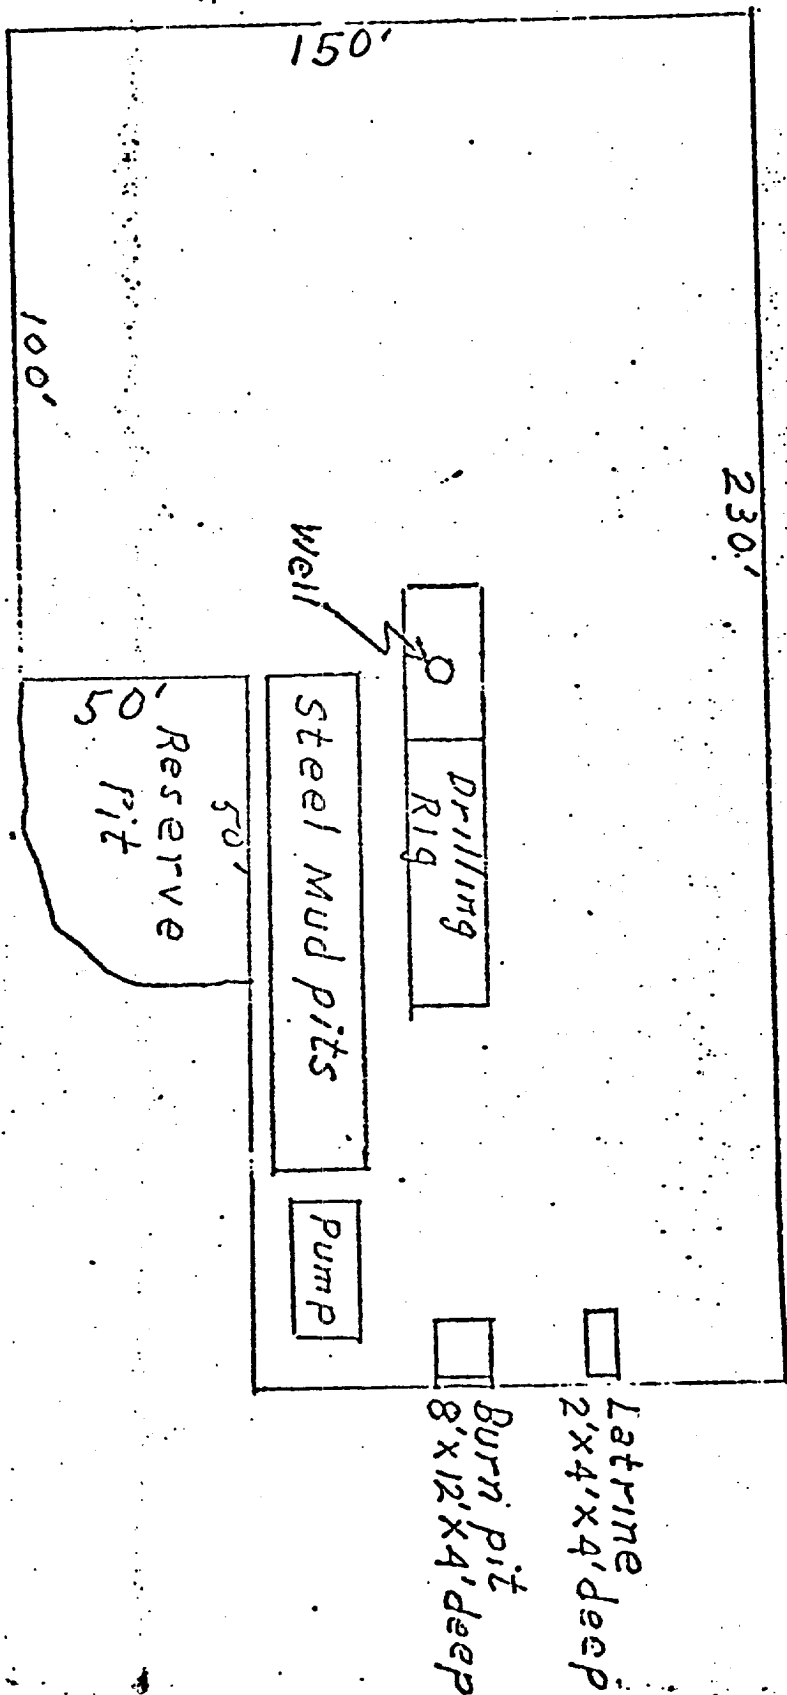 150'
230'
100'
Well
Drilling
Rig
Steel Mud pits
50'
50'
Reserve
Pit
Pump
Latrine
2'x4'x4' deep
Burn pit
8'x12'x4' deep